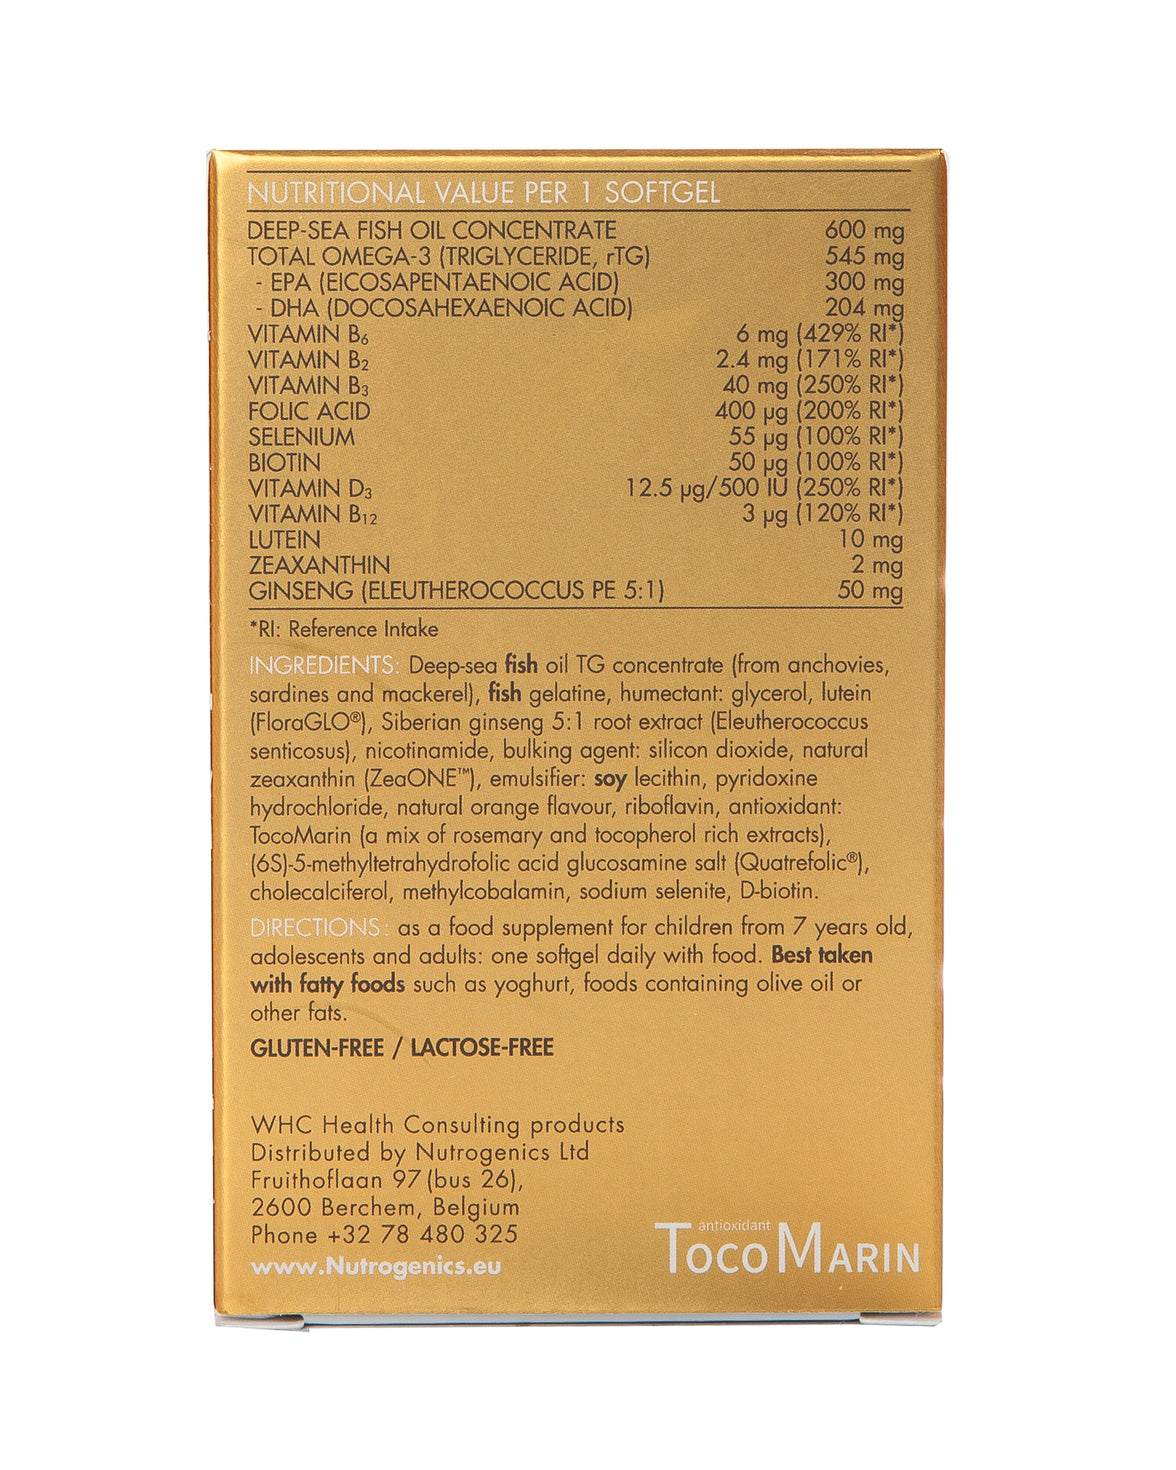 NUTRITIONAL VALUE PER 1 SOFTGEL
DEEP-SEA FISH OIL CONCENTRATE 600 mg
TOTAL OMEGA-3 (TRIGLYCERIDE, rTG) 545 mg
- EPA (EICOSAPENTAENOIC ACID) 300 mg
- DHA (DOCOSAHEXAENOIC ACID) 204 mg
VITAMIN B6 6 mg (429% RI*)
VITAMIN B2 2.4 mg (171% RI*)
VITAMIN B3 40 mg (250% RI*)
FOLIC ACID 400 µg (200% RI*)
SELENIUM 55 µg (100% RI*)
BIOTIN 50 µg (100% RI*)
VITAMIN D3 12.5 µg/500 IU (250% RI*)
VITAMIN B12 3 µg (120% RI*)
LUTEIN 10 mg
ZEAXANTHIN 2 mg
GINSENG (ELEUTHEROCOCCUS PE 5:1) 50 mg
*RI: Reference Intake
INGREDIENTS: Deep-sea fish oil TG concentrate (from anchovies,
sardines and mackerel), fish gelatine, humectant: glycerol, lutein
(FloraGLO®), Siberian ginseng 5:1 root extract (Eleutherococcus
senticosus), nicotinamide, bulking agent: silicon dioxide, natural
zeaxanthin (ZeaONE™), emulsifier: soy lecithin, pyridoxine
hydrochloride, natural orange flavour, riboflavin, antioxidant:
TocoMarin (a mix of rosemary and tocopherol rich extracts),
(6S)-5-methyltetrahydrofolic acid glucosamine salt (Quatrefolic®),
cholecalciferol, methylcobalamin, sodium selenite, D-biotin.
DIRECTIONS: as a food supplement for children from 7 years old,
adolescents and adults: one softgel daily with food. Best taken
with fatty foods such as yoghurt, foods containing olive oil or
other fats.
GLUTEN-FREE / LACTOSE-FREE
WHC Health Consulting products
Distributed by Nutrogenics Ltd
Fruithoflaan 97 (bus 26),
2600 Berchem, Belgium
Phone +32 78 480 325
www.Nutrogenics.eu
antioxidant
TOCOMARIN